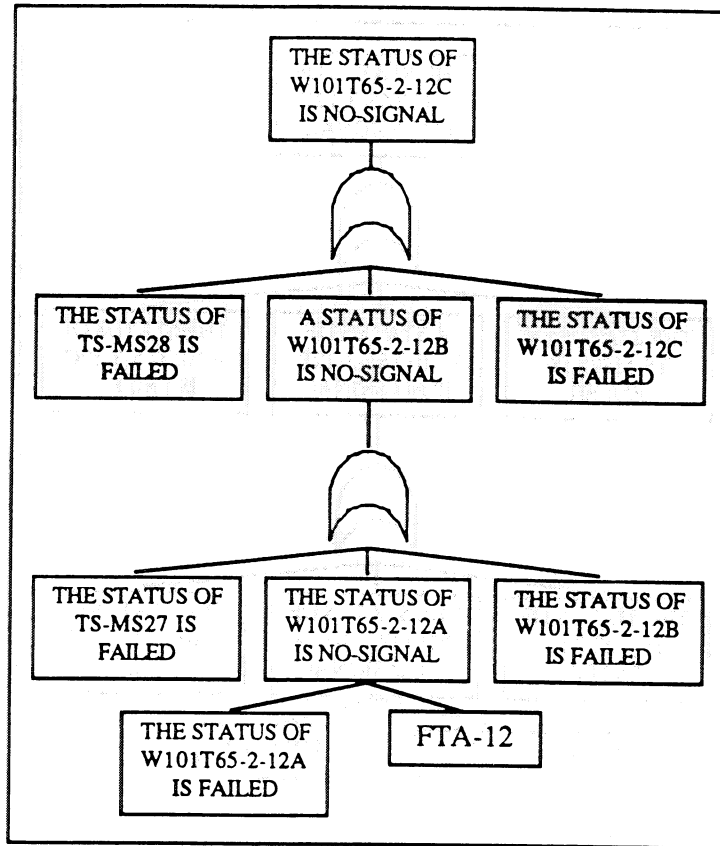 THE STATUS OF
W101T65-2-12C
IS NO-SIGNAL
THE STATUS OF
TS-MS28 IS
FAILED
A STATUS OF
W101T65-2-12B
IS NO-SIGNAL
THE STATUS OF
W101T65-2-12C
IS FAILED
THE STATUS OF
TS-MS27 IS
FAILED
THE STATUS OF
W101T65-2-12A
IS NO-SIGNAL
THE STATUS OF
W101T65-2-12B
IS FAILED
THE STATUS OF
W101T65-2-12A
IS FAILED
FTA-12